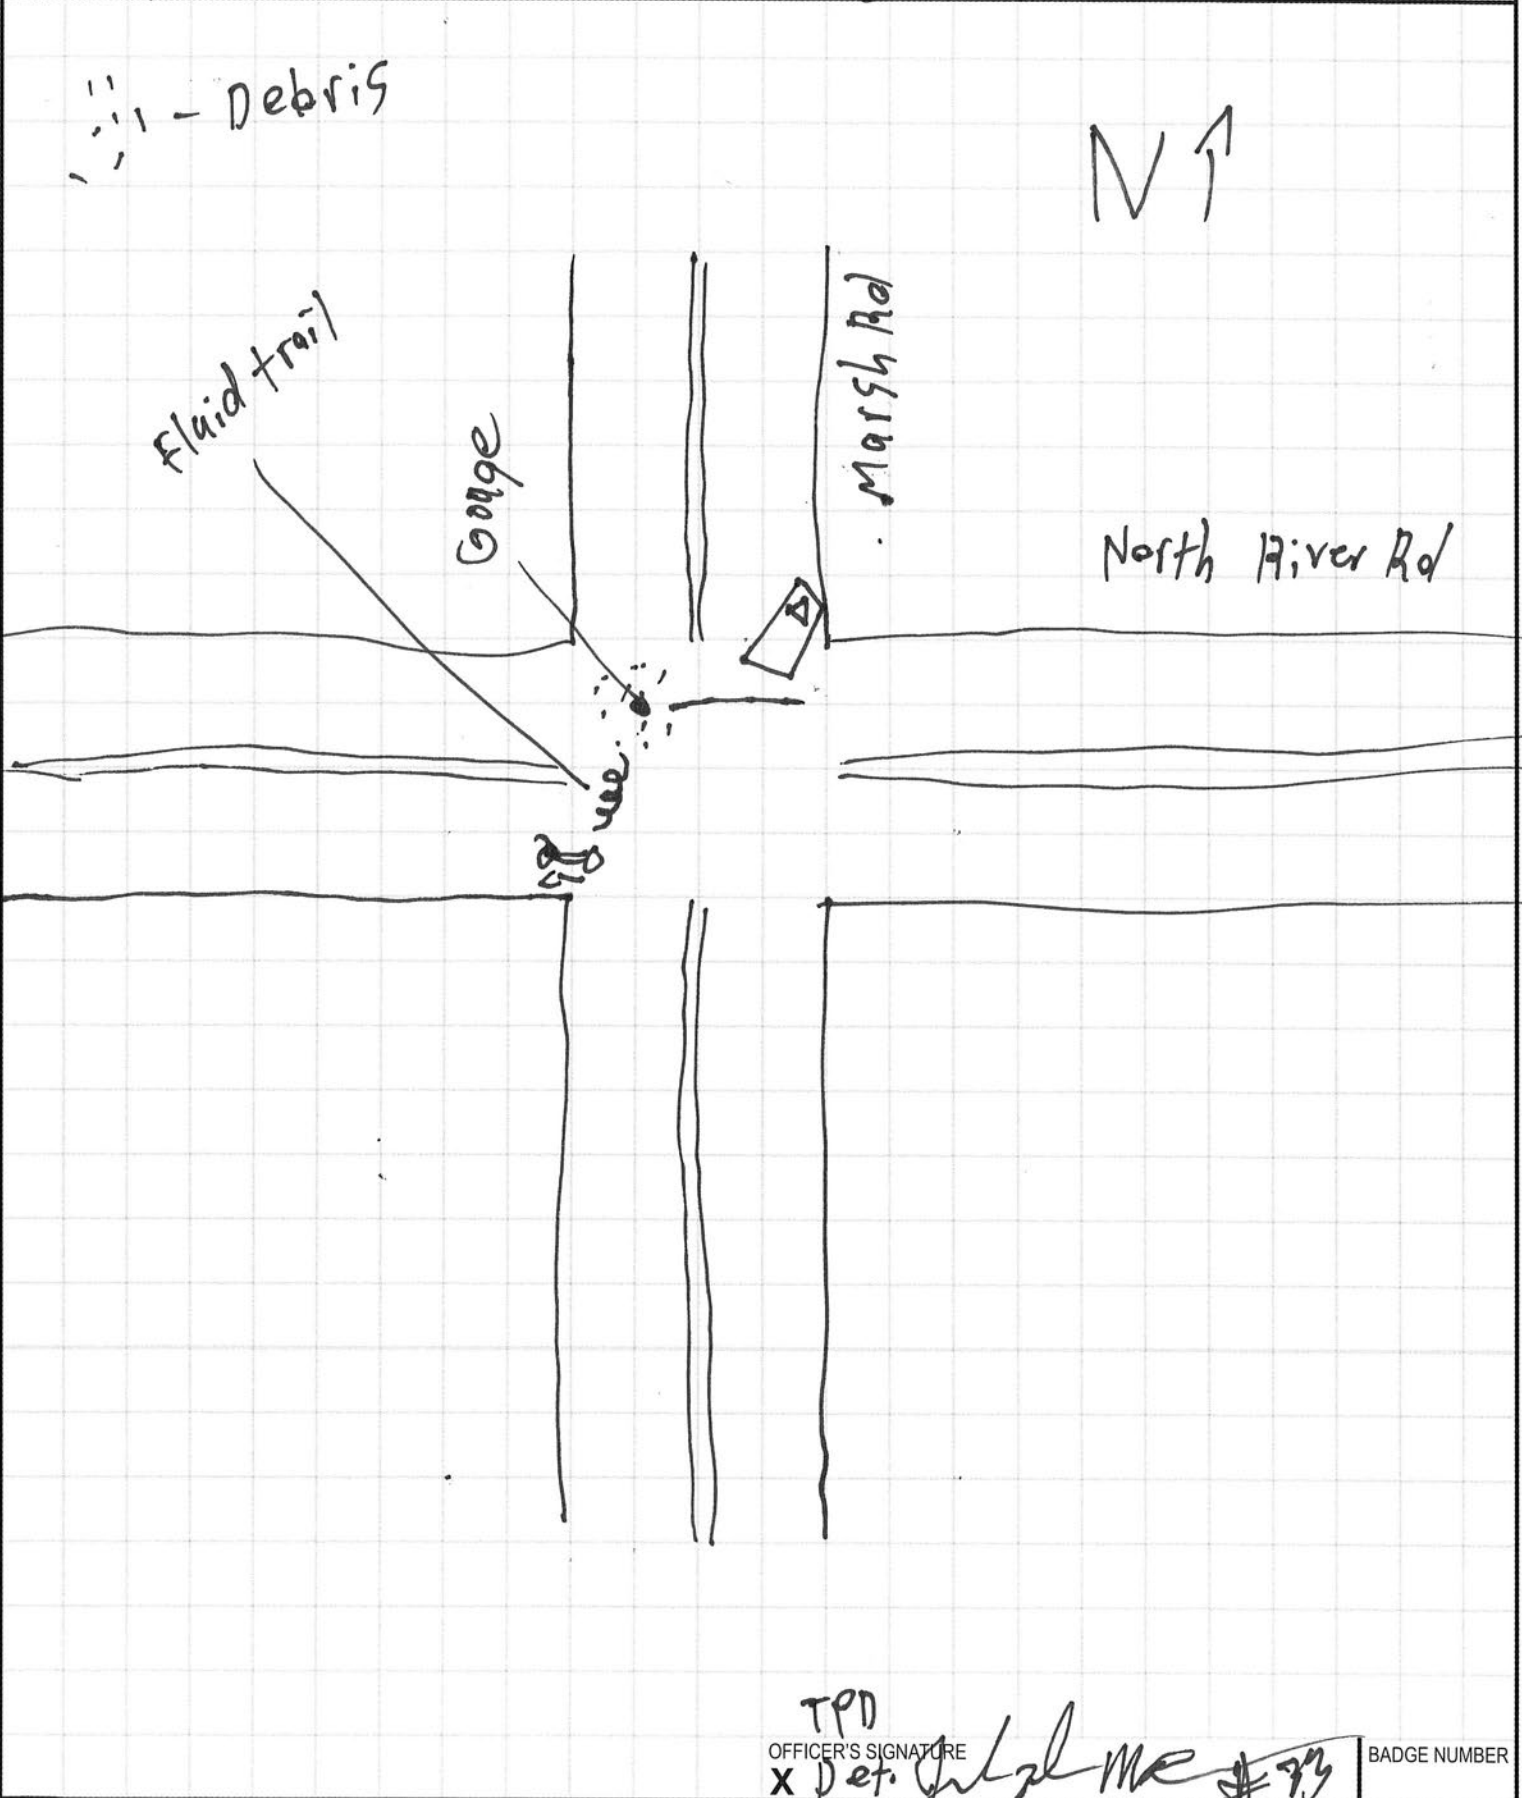 - Debris
N
Fluid trail
Gouge
Marsh Rd
North River Rd
TPD
OFFICER'S SIGNATURE
BADGE NUMBER
X Det.